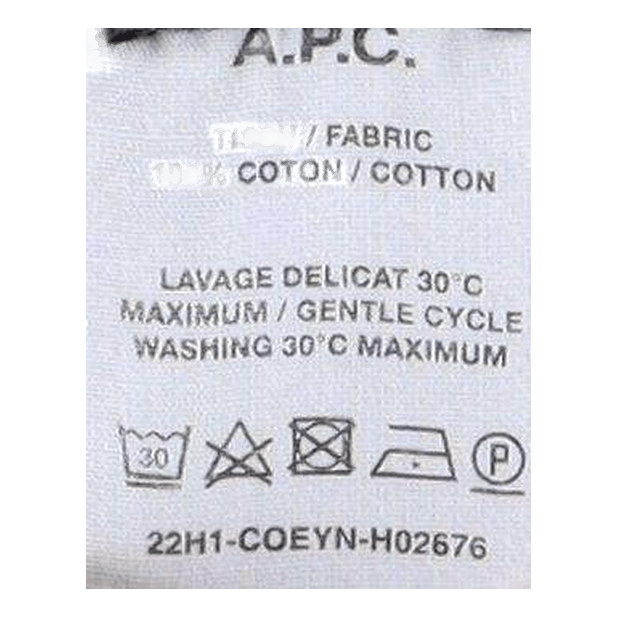 A.P.C.
/ FABRIC
% COTON / COTTON
LAVAGE DELICAT 30°C
MAXIMUM / GENTLE CYCLE
WASHING 30°C MAXIMUM
30 P
22H1-COEYN-H02676